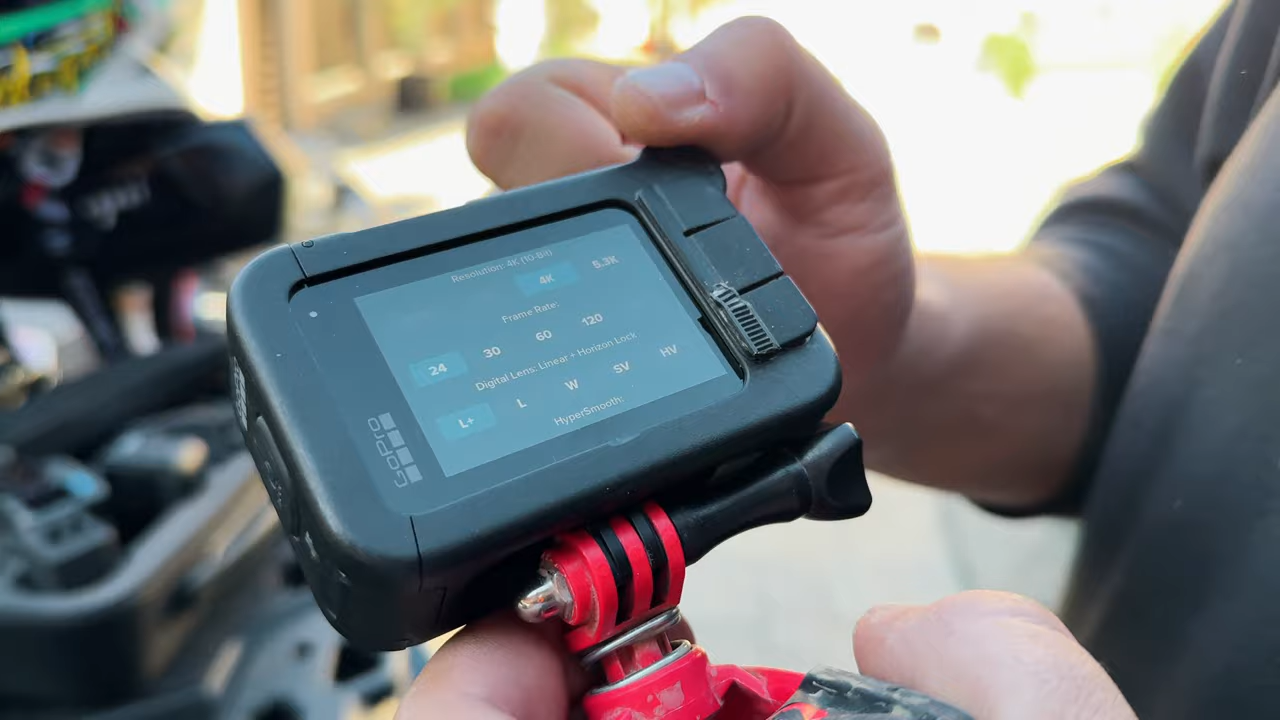 Resolution: 4K (10-Bit)
4K 5.3K
Frame Rate:
24 30 60 120
Digital Lens: Linear + Horizon Lock
L+ L W SV HV
HyperSmooth:
GoPro